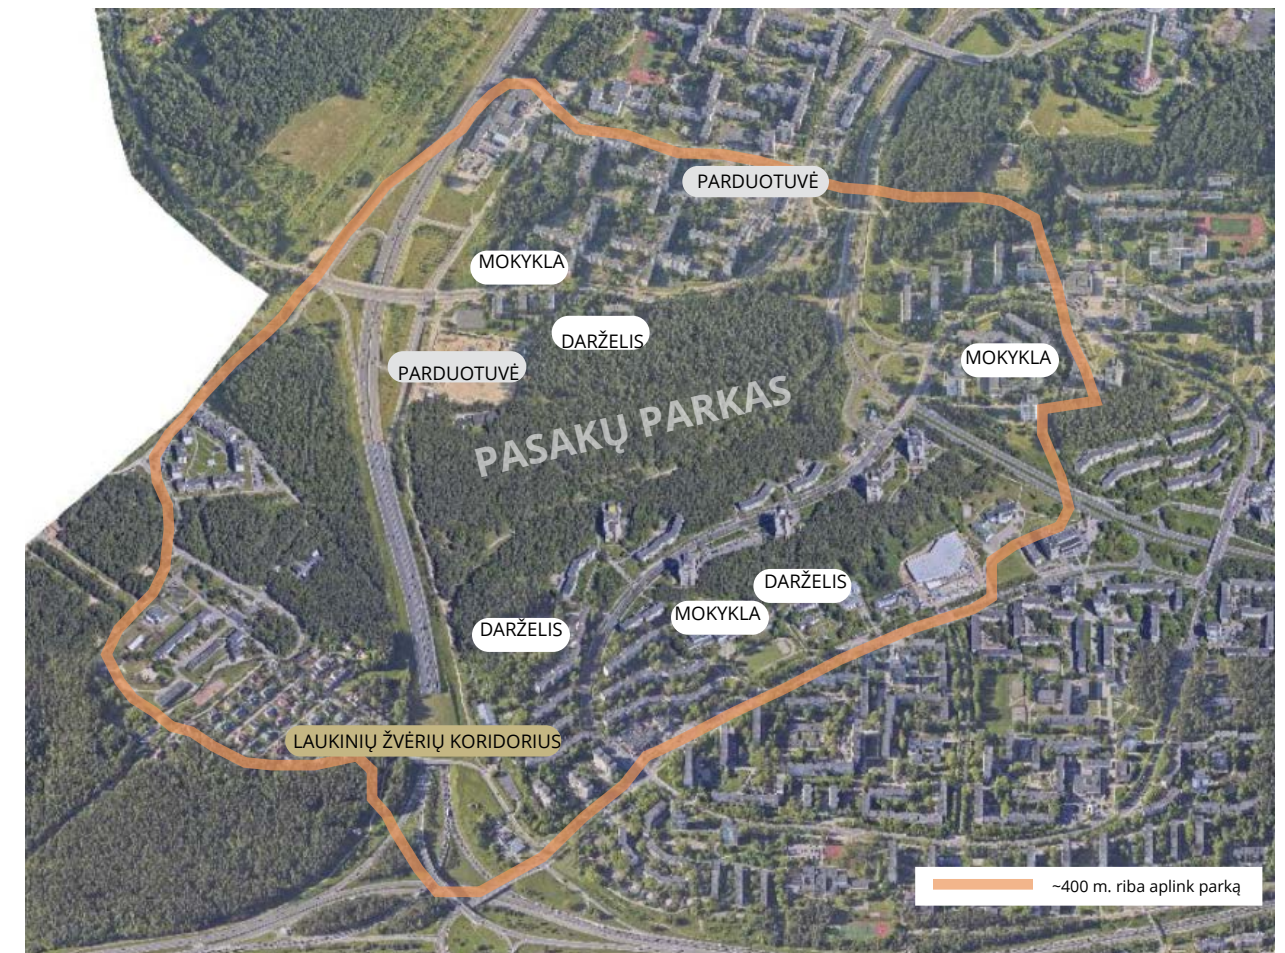 PARDUOTUVĖ
MOKYKLA
DARŽELIS
MOKYKLA
PARDUOTUVĖ
PASAKŲ PARKAS
DARŽELIS
MOKYKLA
DARŽELIS
LAUKINIŲ ŽVĖRIŲ KORIDORIUS
~400 m. riba aplink parką